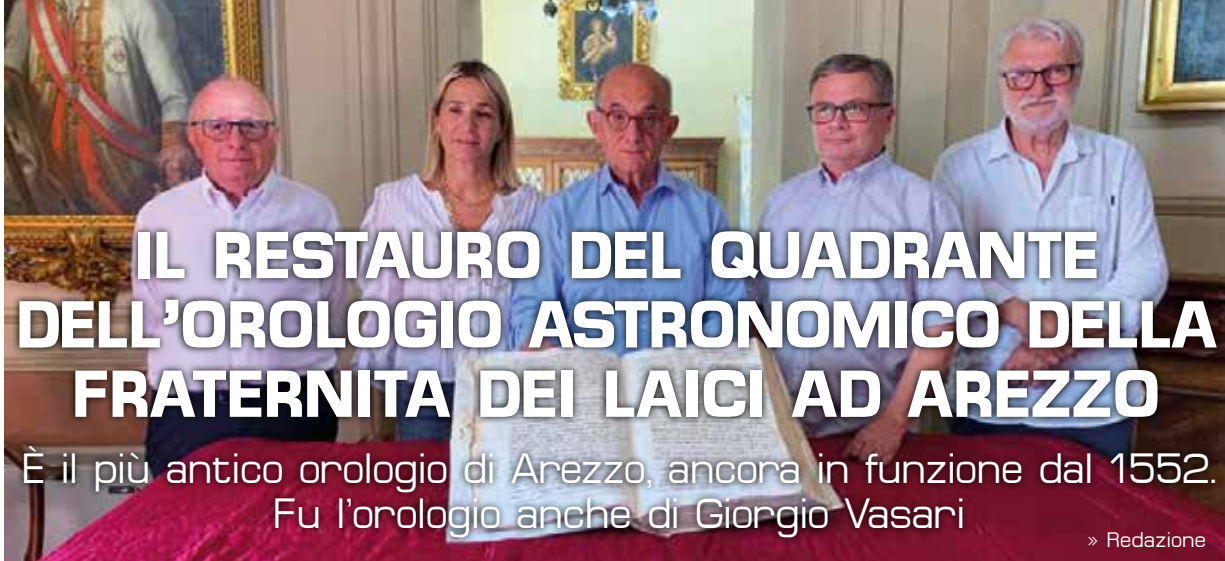 IL RESTAURO DEL QUADRANTE
DELL'OROLOGIO ASTRONOMICO DELLA
FRATERNITA DEI LAICI AD AREZZO
È il più antico orologio di Arezzo, ancora in funzione dal 1552.
Fu l'orologio anche di Giorgio Vasari
» Redazione